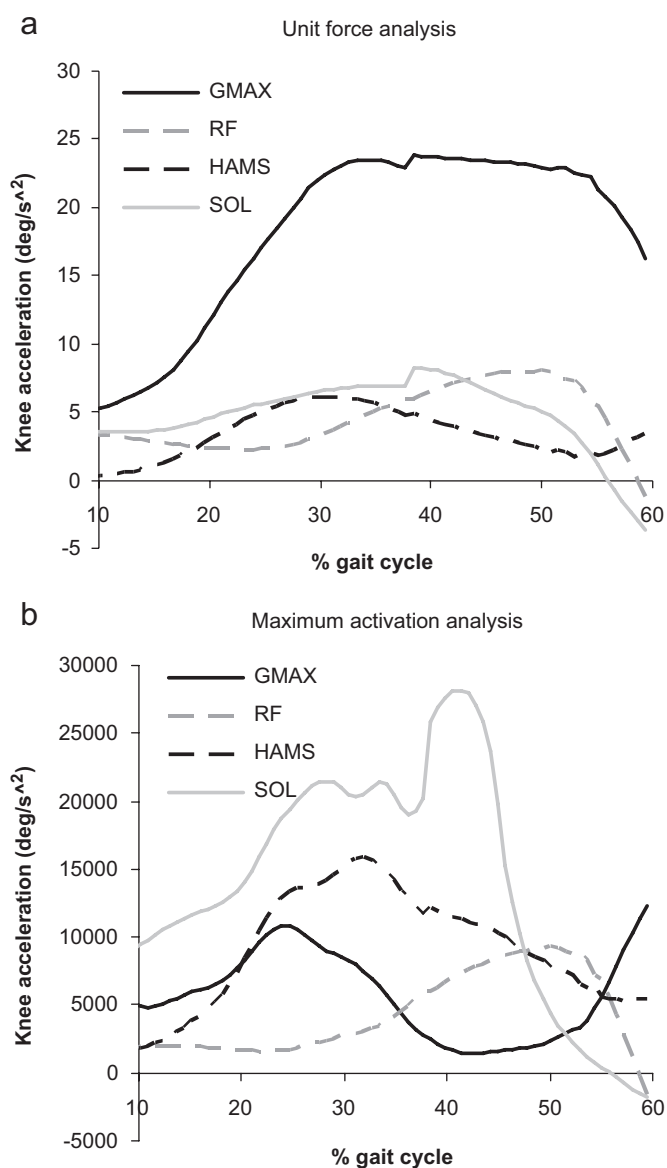 a
Unit force analysis
30
25
20
15
10
5
0
-5
Knee acceleration (deg/s^2)
GMAX
RF
HAMS
SOL
10 20 30 40 50 60
% gait cycle
b
Maximum activation analysis
30000
25000
20000
15000
10000
5000
0
-5000
Knee acceleration (deg/s^2)
GMAX
RF
HAMS
SOL
10 20 30 40 50 60
% gait cycle